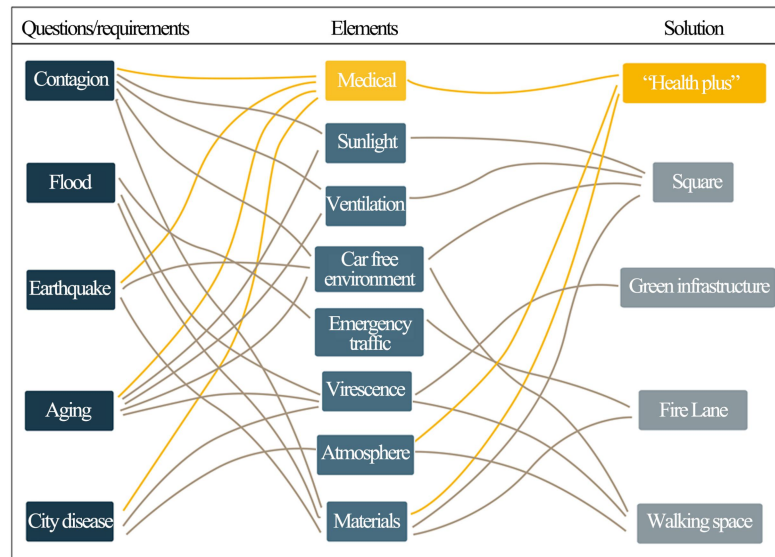 Questions/requirements
Elements
Solution
Contagion
Medical
“Health plus”
Sunlight
Flood
Square
Ventilation
Car free
environment
Earthquake
Green infrastructure
Emergency
traffic
Virescence
Aging
Fire Lane
Atmosphere
City disease
Materials
Walking space